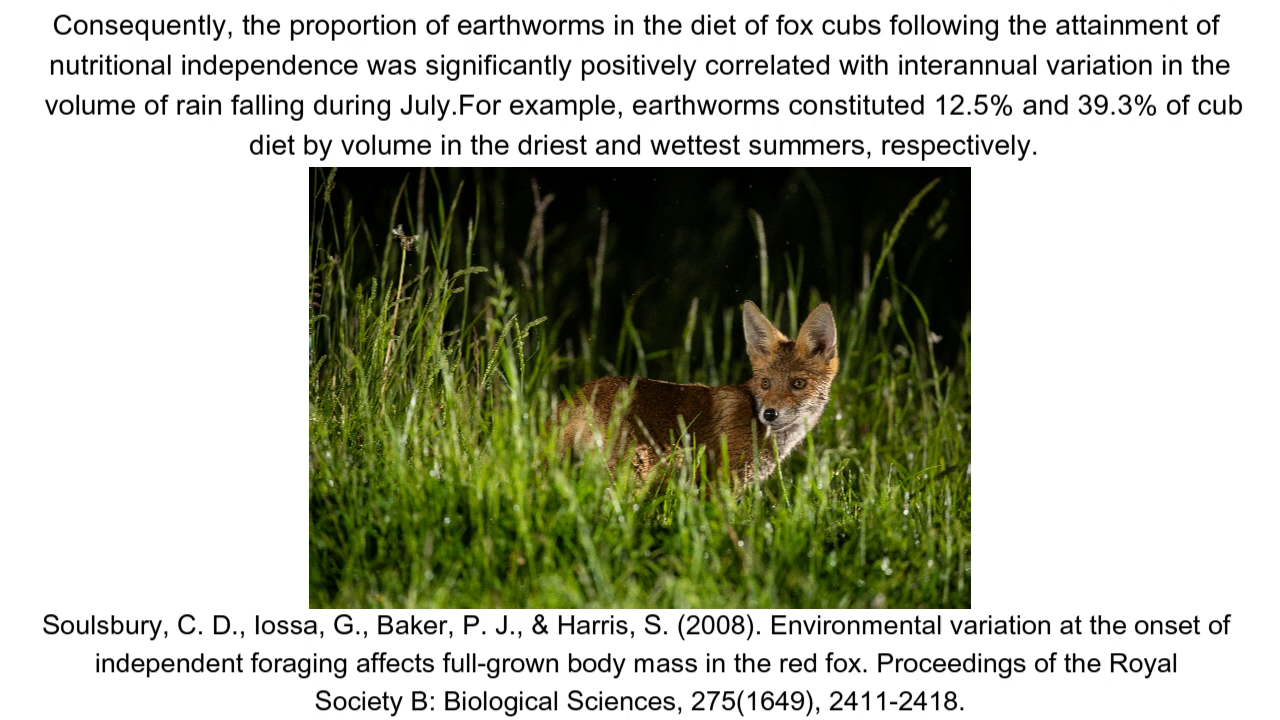 Consequently, the proportion of earthworms in the diet of fox cubs following the attainment of
nutritional independence was significantly positively correlated with interannual variation in the
volume of rain falling during July.For example, earthworms constituted 12.5% and 39.3% of cub
diet by volume in the driest and wettest summers, respectively.
Soulsbury, C. D., Iossa, G., Baker, P. J., & Harris, S. (2008). Environmental variation at the onset of
independent foraging affects full-grown body mass in the red fox. Proceedings of the Royal
Society B: Biological Sciences, 275(1649), 2411-2418.